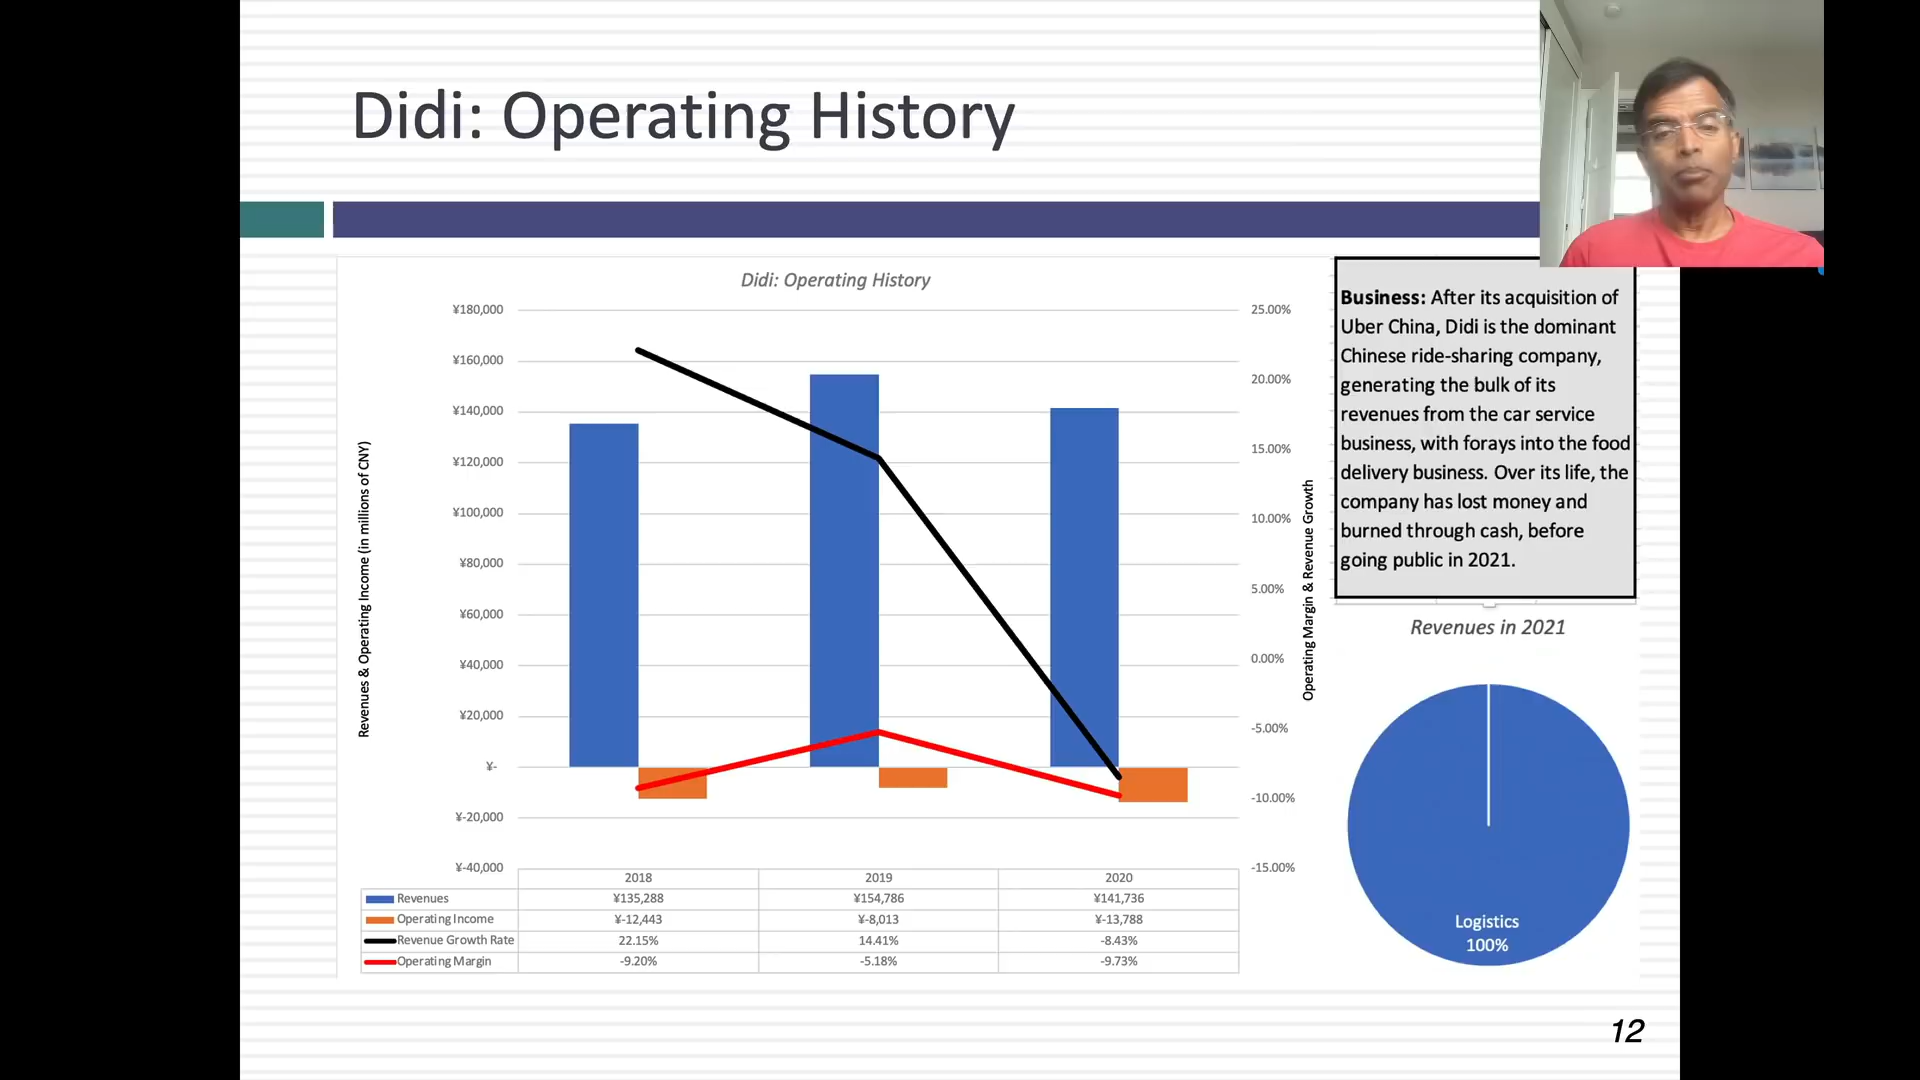 Didi: Operating History
Didi: Operating History
¥180,000
¥160,000
¥140,000
¥120,000
¥100,000
¥80,000
¥60,000
¥40,000
¥20,000
¥-
¥-20,000
¥-40,000
Revenues & Operating Income (in millions of CNY)
25.00%
20.00%
15.00%
10.00%
5.00%
0.00%
-5.00%
-10.00%
-15.00%
Operating Margin & Revenue Growth
2018 2019 2020
Revenues ¥135,288 ¥154,786 ¥141,736
Operating Income ¥-12,443 ¥-8,013 ¥-13,788
Revenue Growth Rate 22.15% 14.41% -8.43%
Operating Margin -9.20% -5.18% -9.73%
Business: After its acquisition of
Uber China, Didi is the dominant
Chinese ride-sharing company,
generating the bulk of its
revenues from the car service
business, with forays into the food
delivery business. Over its life, the
company has lost money and
burned through cash, before
going public in 2021.
Revenues in 2021
Logistics
100%
12